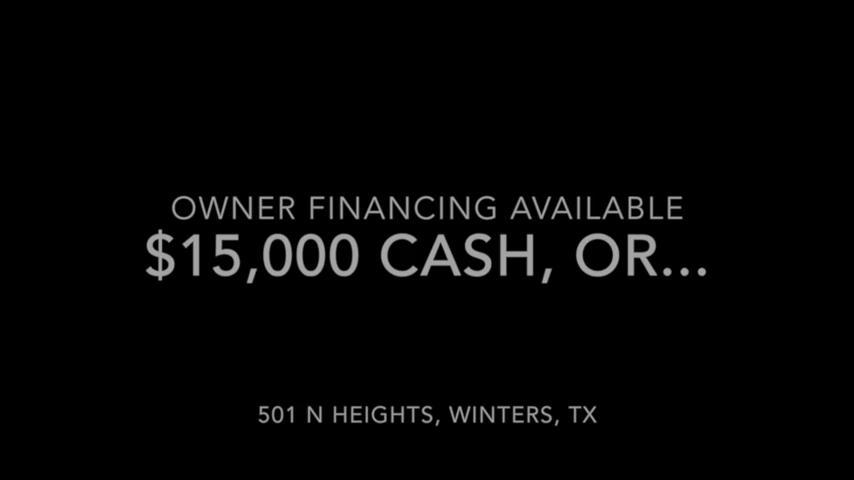 OWNER FINANCING AVAILABLE
$15,000 CASH, OR...
501 N HEIGHTS, WINTERS, TX